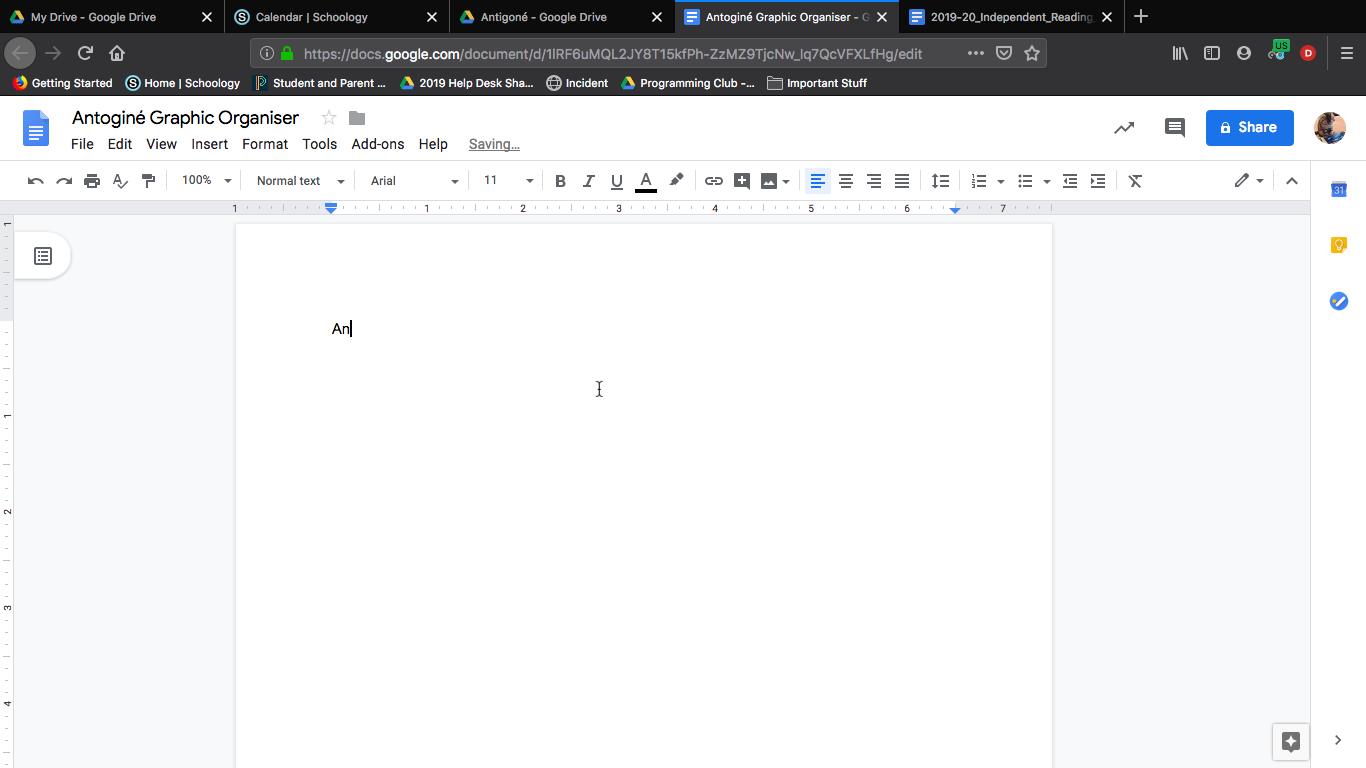 My Drive - Google Drive
Calendar | Schoology
Antigoné - Google Drive
Antoginé Graphic Organiser - G
2019-20_Independent_Reading_
https://docs.google.com/document/d/1lRF6uMQL2JY8T15kfPh-ZzMZ9TjcNw_lq7QcVFXLfHg/edit
US
D
Getting Started
Home | Schoology
Student and Parent ...
2019 Help Desk Sha...
Incident
Programming Club -...
Important Stuff
Antoginé Graphic Organiser
Share
File Edit View Insert Format Tools Add-ons Help Saving...
100% Normal text Arial 11 B I U A
31
1 1 2 3 4 5 6 7
1
1
2
3
4
An